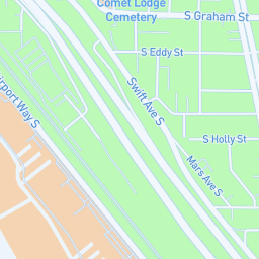 Comet Lodge
Cemetery
S Graham St
S Eddy St
Swift Ave S
Airport Way S
S Holly St
Mars Ave S